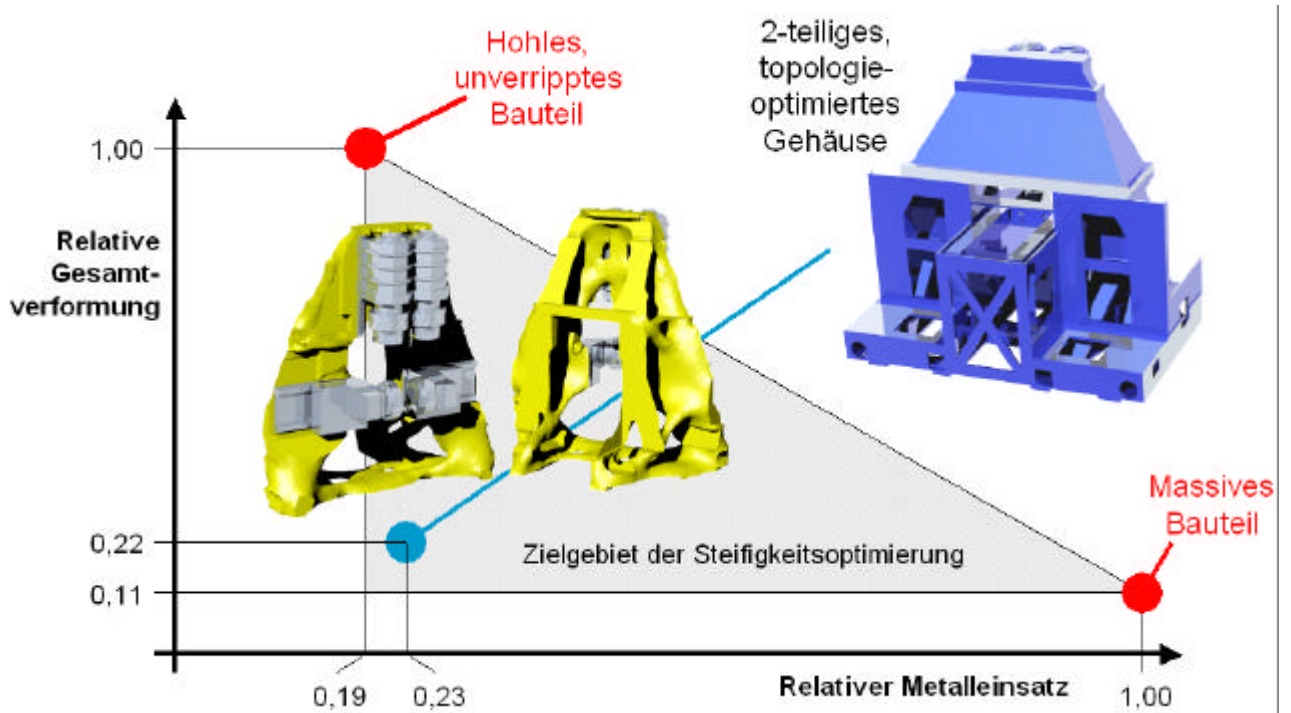 Hohles,
unverripptes
Bauteil
2-teiliges,
topologie-
optimiertes
Gehäuse
1,00
Relative
Gesamt-
verformung
Massives
Bauteil
0,22
Zielgebiet der Steifigkeitsoptimierung
0,11
0,19
0,23
Relativer Metalleinsatz
1,00